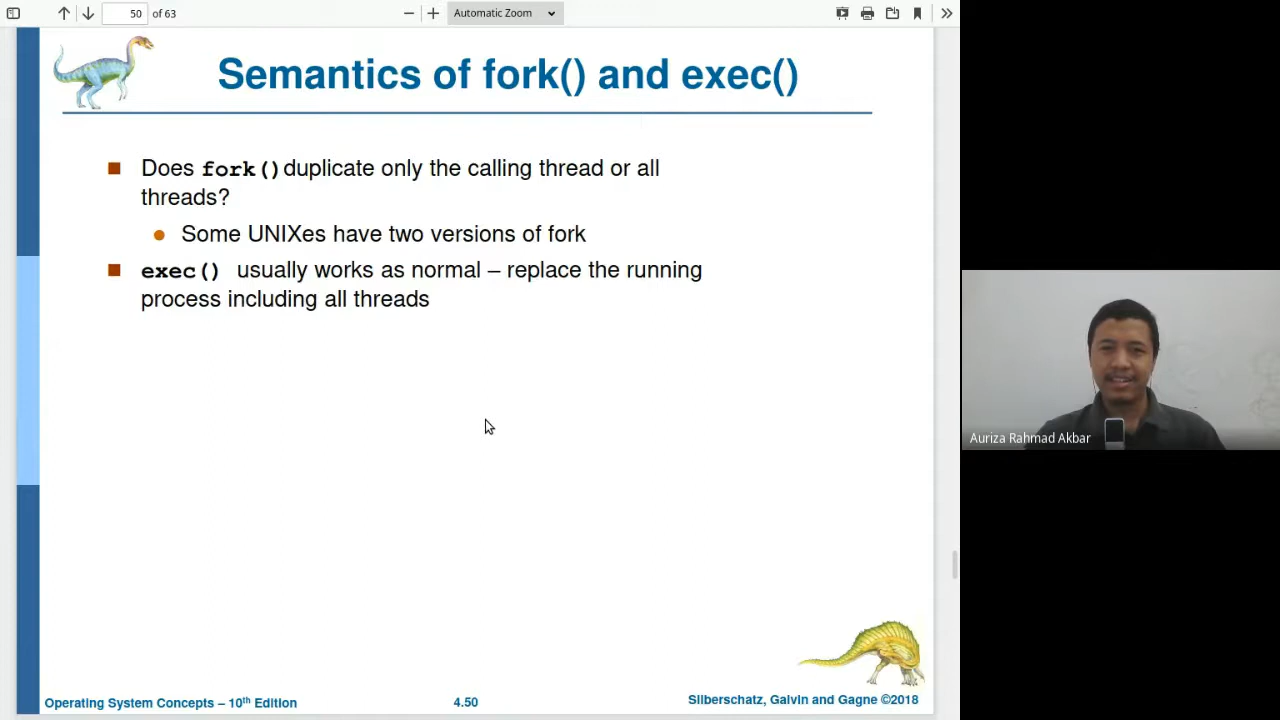 50 of 63
Automatic Zoom
Semantics of fork() and exec()
Does fork()duplicate only the calling thread or all
threads?
Some UNIXes have two versions of fork
exec() usually works as normal – replace the running
process including all threads
Auriza Rahmad Akbar
Operating System Concepts – 10th Edition
4.50
Silberschatz, Galvin and Gagne ©2018